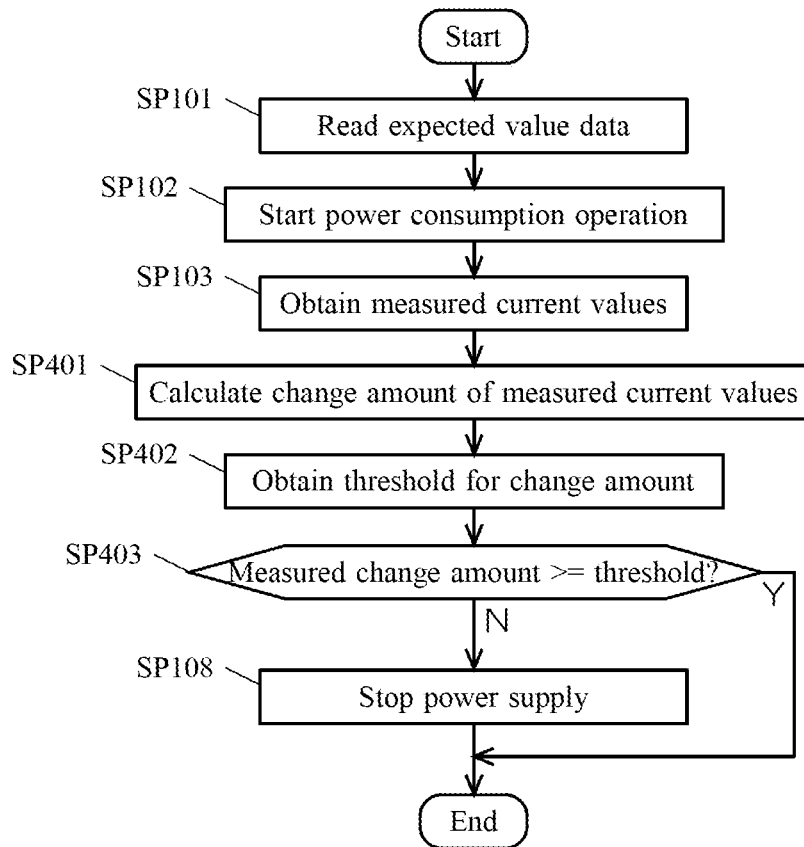 Start
SP101
Read expected value data
SP102
Start power consumption operation
SP103
Obtain measured current values
SP401
Calculate change amount of measured current values
SP402
Obtain threshold for change amount
SP403
Measured change amount >= threshold?
Y
N
SP108
Stop power supply
End